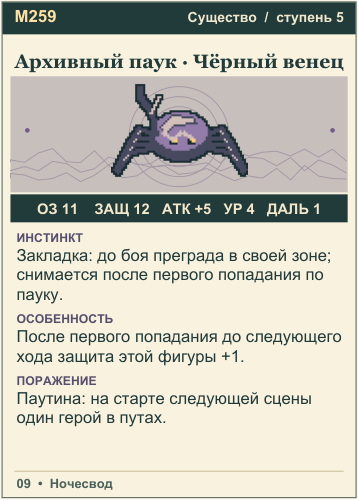 M259 Существо / ступень 5
Архивный паук · Чёрный венец
ОЗ 11 ЗАЩ 12 АТК +5 УР 4 ДАЛЬ 1
ИНСТИНКТ
Закладка: до боя преграда в своей зоне;
снимается после первого попадания по
пауку.
ОСОБЕННОСТЬ
После первого попадания до следующего
хода защита этой фигуры +1.
ПОРАЖЕНИЕ
Паутина: на старте следующей сцены
один герой в путах.
09 • Ночесвод